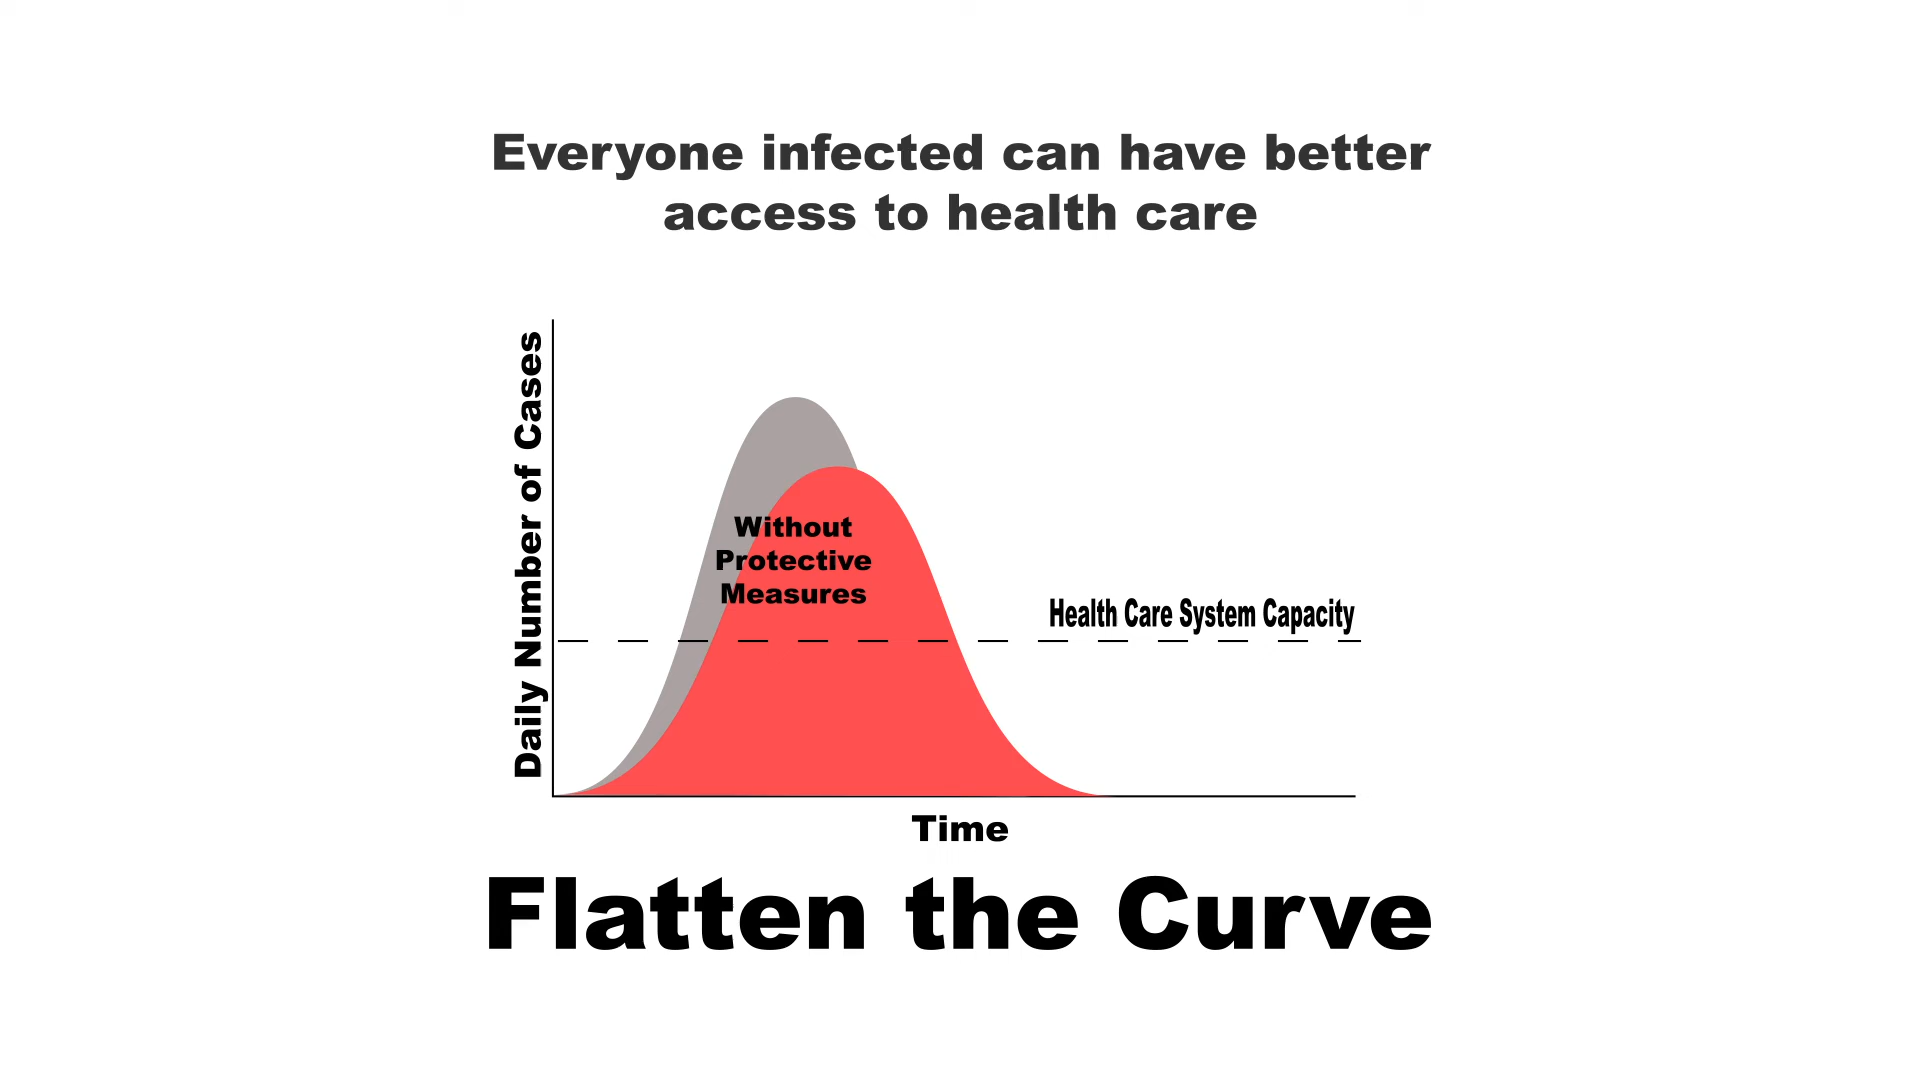 Everyone infected can have better
access to health care
Daily Number of Cases
Without
Protective
Measures
Health Care System Capacity
Time
Flatten the Curve